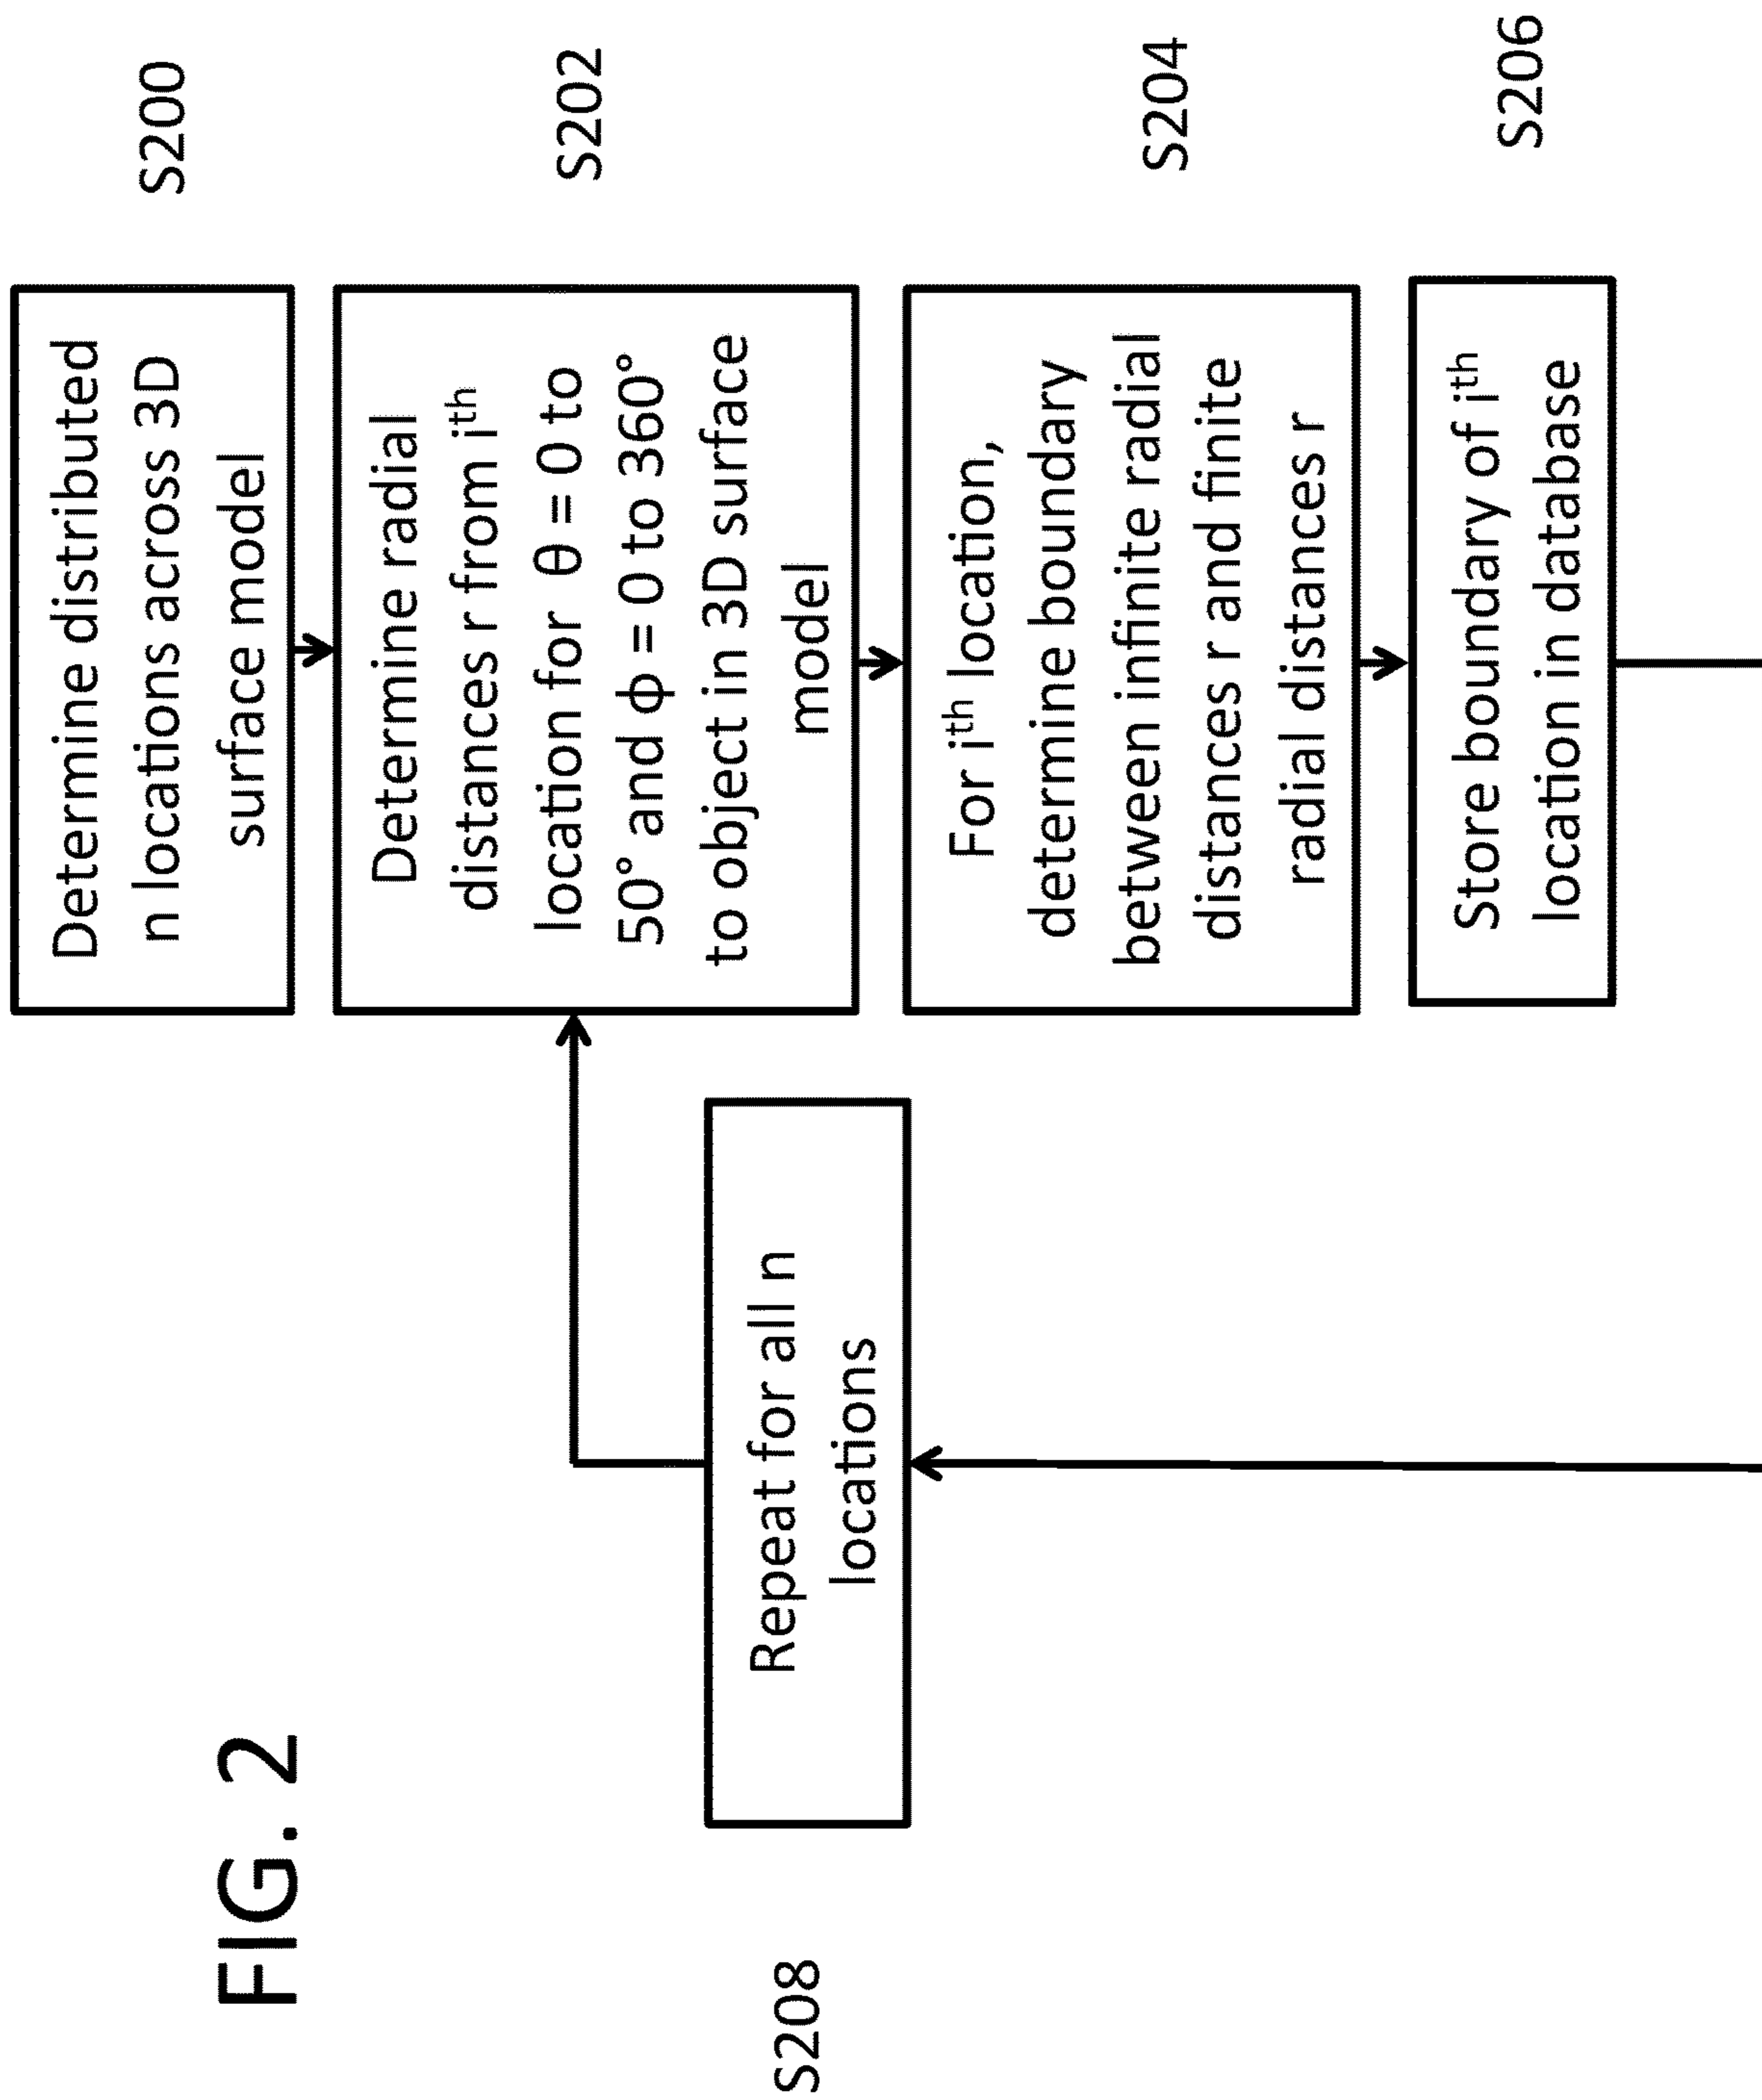 FIG. 2
Determine distributed
n locations across 3D
surface model
S200
Determine radial
distances r from iᵗʰ
location for θ = 0 to
50° and ϕ = 0 to 360°
to object in 3D surface
model
S202
For iᵗʰ location,
determine boundary
between infinite radial
distances r and finite
radial distances r
S204
Store boundary of iᵗʰ
location in database
S206
S208
Repeat for all n
locations